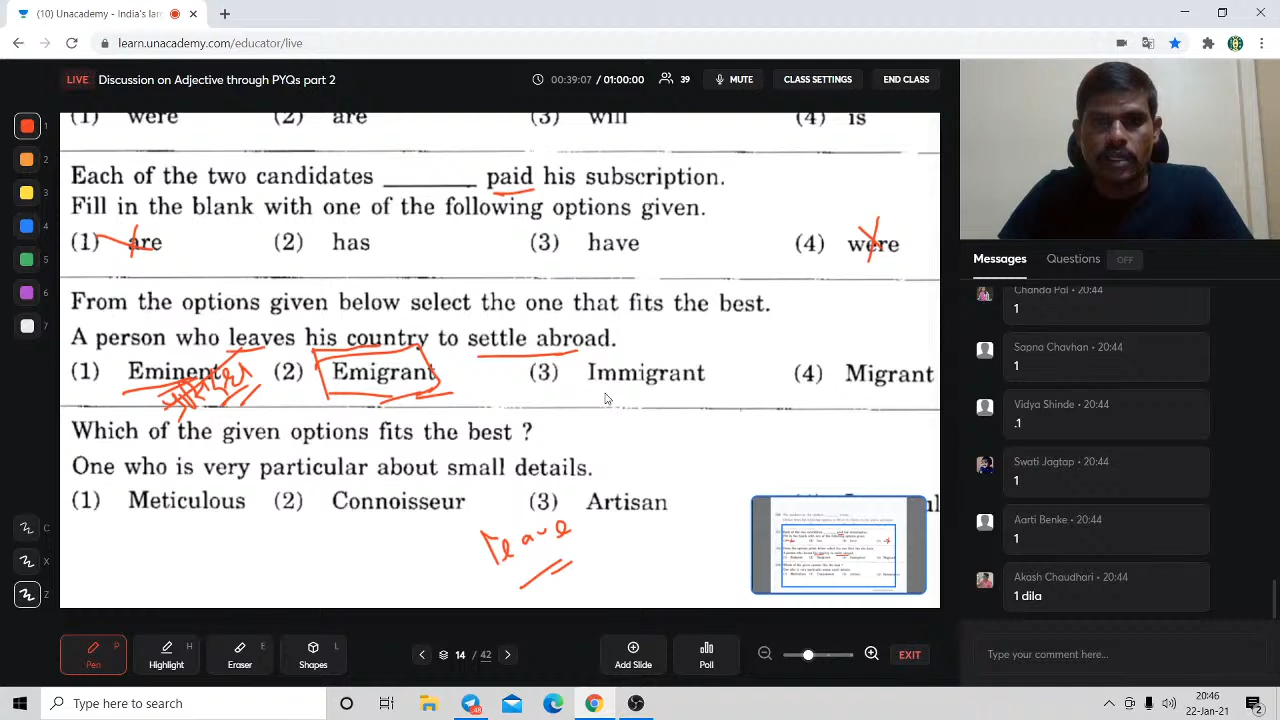 (10) Unacademy - India's lar
learn.unacademy.com/educator/live
LIVE Discussion on Adjective through PYQs part 2 00:39:07 / 01:00:00 39 MUTE CLASS SETTINGS END CLASS
(1) were (2) are (3) will (4) is
Each of the two candidates ________ paid his subscription.
Fill in the blank with one of the following options given.
(1) are (2) has (3) have (4) were
From the options given below select the one that fits the best.
A person who leaves his country to settle abroad.
(1) Eminent (2) Emigrant (3) Immigrant (4) Migrant
Which of the given options fits the best ?
One who is very particular about small details.
(1) Meticulous (2) Connoisseur (3) Artisan
leave
1
2
3
4
5
6
7
C
X
Z
Messages Questions OFF
Chanda Pal • 20:44
1
Sapna Chavhan • 20:44
1
Vidya Shinde • 20:44
.1
Swati Jagtap • 20:44
1
Aarti Benke • 20:44
1
Akash Chaudhari • 20:44
1 dila
Type your comment here...
Pen P
Highlight H
Eraser E
Shapes L
14 / 42
Add Slide
Poll
EXIT
Type here to search
20:46
22-Jan-21